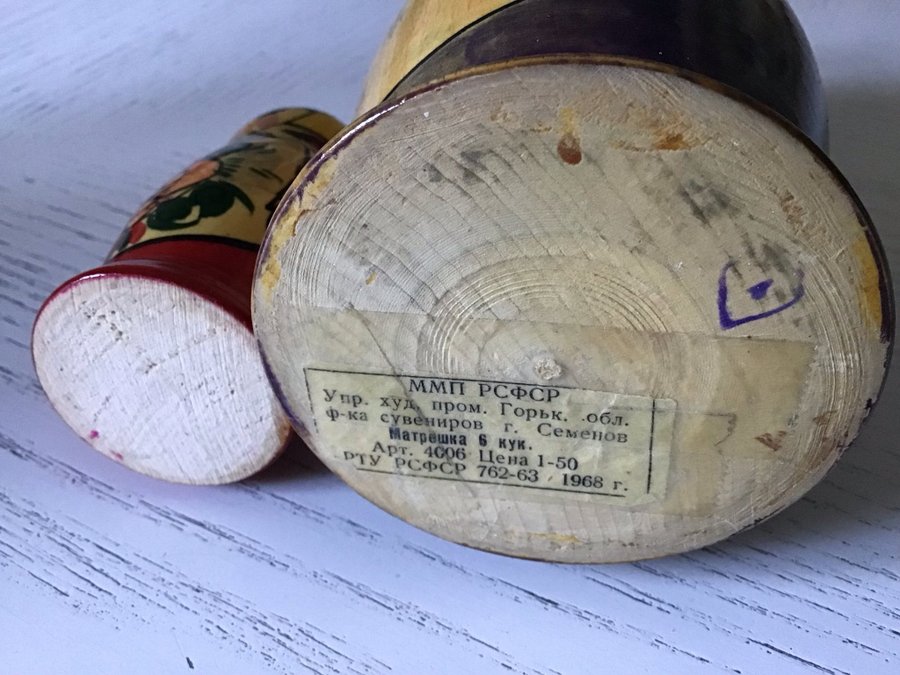 ММП РСФСР
Упр. худ. пром. Горьк. обл.
ф-ка сувениров г. Семенов
Матрёшка 6 кук.
Арт. 4006 Цена 1-50
РТУ РСФСР 762-63 1968 г.